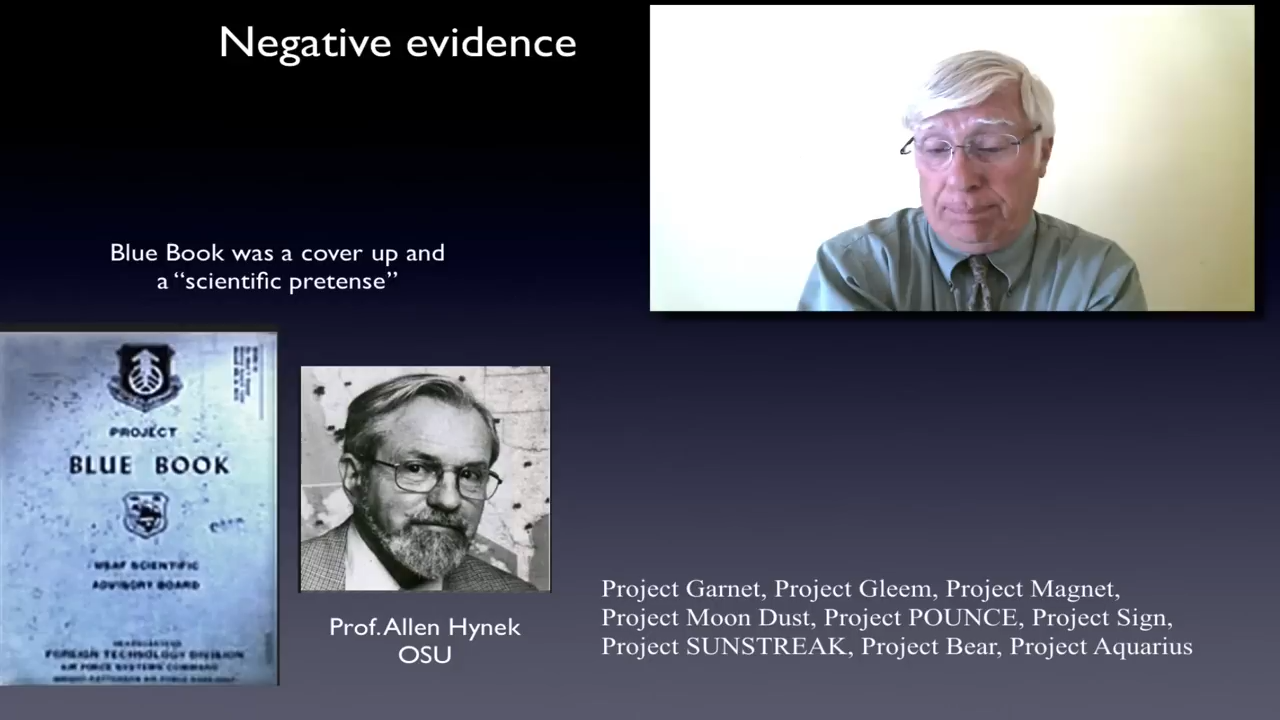 Negative evidence
Blue Book was a cover up and
a “scientific pretense”
PROJECT
BLUE BOOK
USAF SCIENTIFIC
ADVISORY BOARD
HEADQUARTERS
FOREIGN TECHNOLOGY DIVISION
AIR FORCE SYSTEMS COMMAND
Prof. Allen Hynek
OSU
Project Garnet, Project Gleem, Project Magnet,
Project Moon Dust, Project POUNCE, Project Sign,
Project SUNSTREAK, Project Bear, Project Aquarius